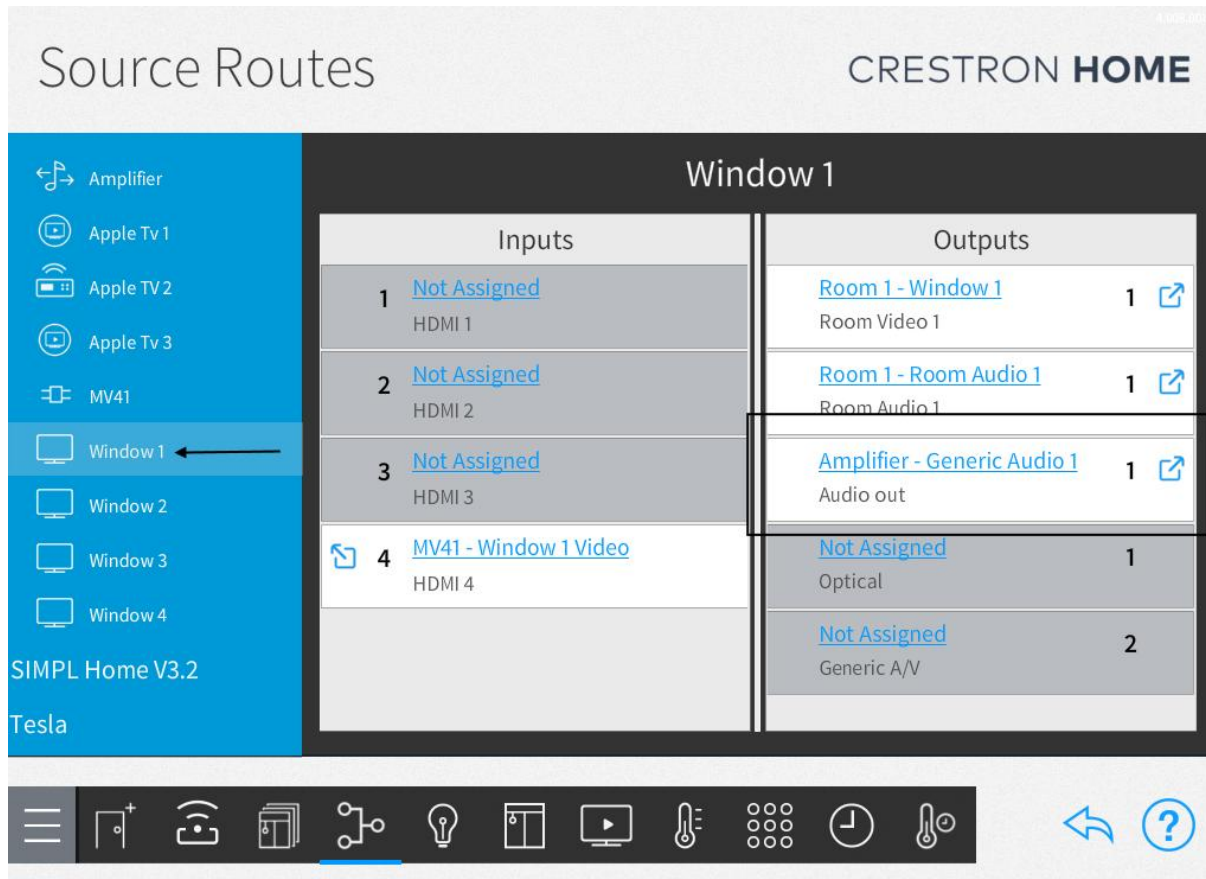 Source Routes
CRESTRON HOME
Amplifier
Apple Tv 1
Apple TV 2
Apple Tv 3
MV41
Window 1
Window 2
Window 3
Window 4
SIMPL Home V3.2
Tesla
Window 1
Inputs
1 Not Assigned
HDMI 1
2 Not Assigned
HDMI 2
3 Not Assigned
HDMI 3
4 MV41 - Window 1 Video
HDMI 4
Outputs
Room 1 - Window 1 1
Room Video 1
Room 1 - Room Audio 1 1
Room Audio 1
Amplifier - Generic Audio 1 1
Audio out
Not Assigned 1
Optical
Not Assigned 2
Generic A/V
?